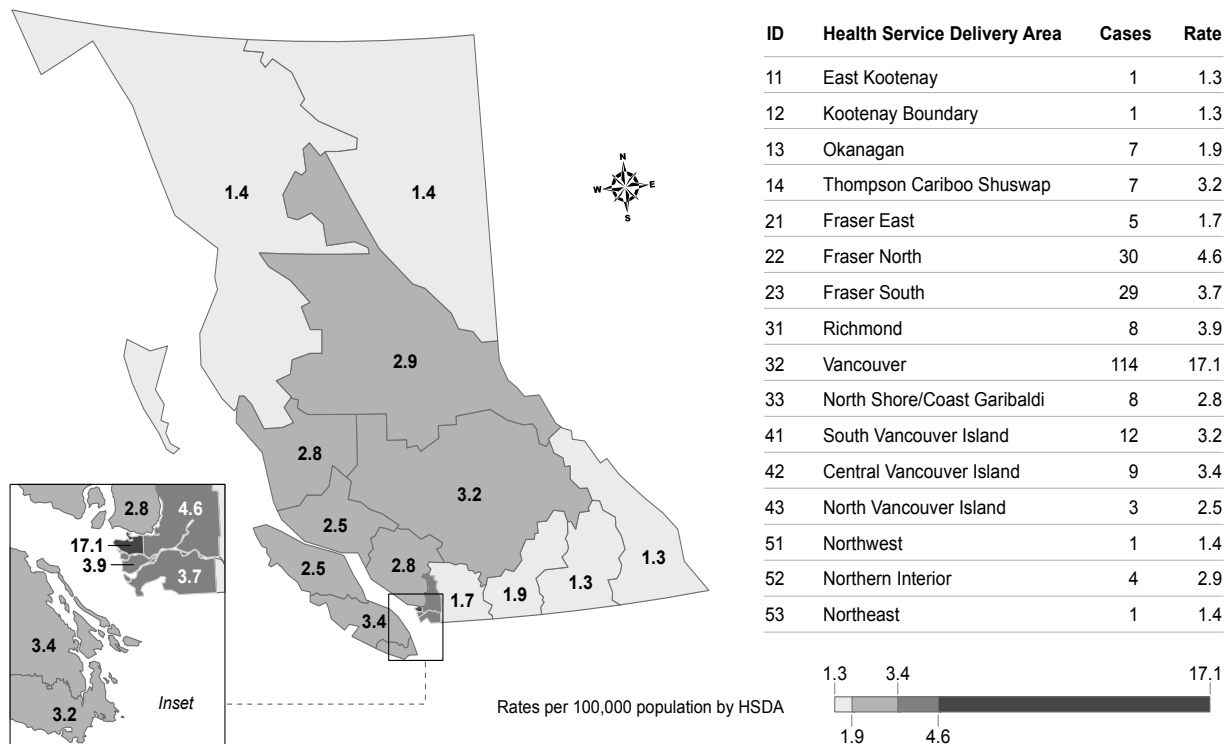 ID Health Service Delivery Area Cases Rate
11 East Kootenay 1 1.3
12 Kootenay Boundary 1 1.3
13 Okanagan 7 1.9
14 Thompson Cariboo Shuswap 7 3.2
21 Fraser East 5 1.7
22 Fraser North 30 4.6
23 Fraser South 29 3.7
31 Richmond 8 3.9
32 Vancouver 114 17.1
33 North Shore/Coast Garibaldi 8 2.8
41 South Vancouver Island 12 3.2
42 Central Vancouver Island 9 3.4
43 North Vancouver Island 3 2.5
51 Northwest 1 1.4
52 Northern Interior 4 2.9
53 Northeast 1 1.4
N
W E
S
1.4 1.4
2.9
2.8
3.2
2.5
2.5 2.8
1.7 1.9 1.3 1.3
3.4
2.8 4.6
17.1
3.9
3.7
3.4
3.2
Inset
Rates per 100,000 population by HSDA
1.3 3.4 17.1
1.9 4.6